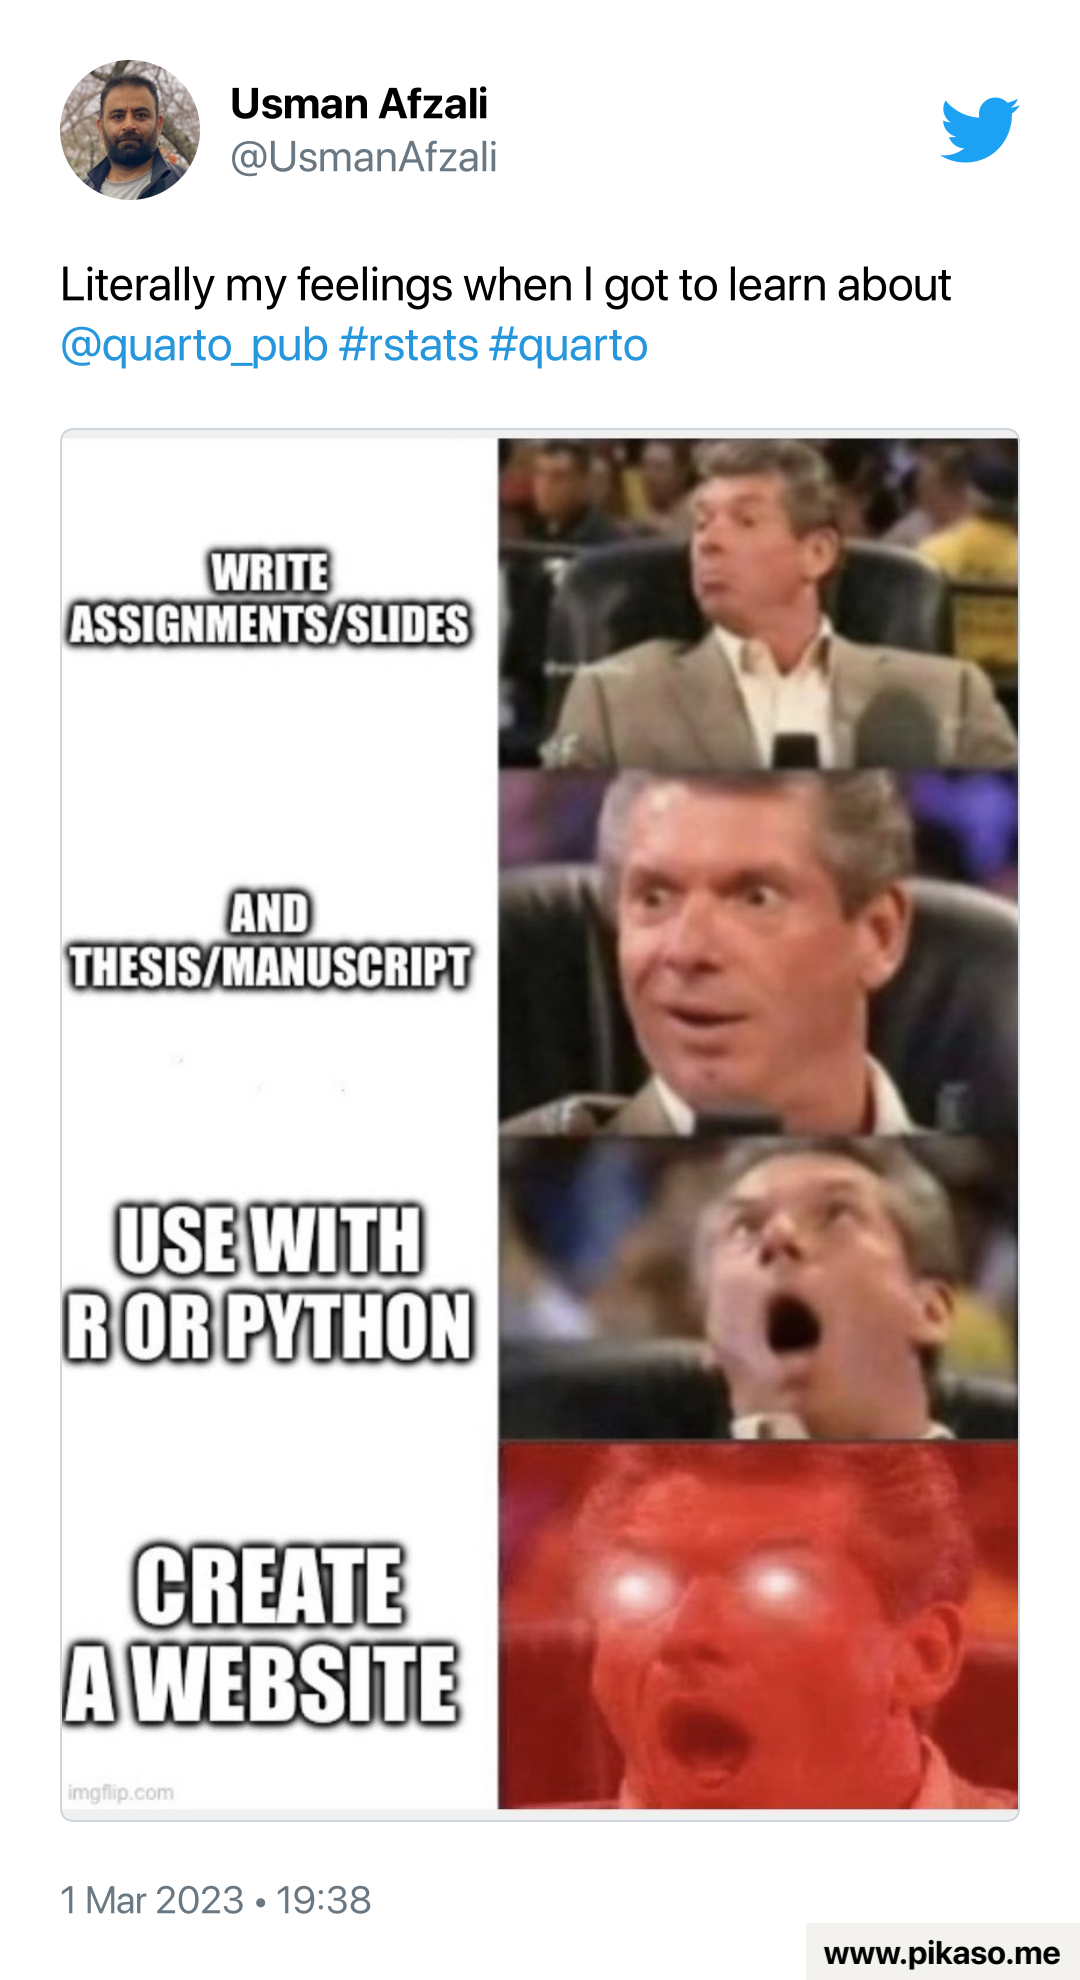 Usman Afzali
@UsmanAfzali
Literally my feelings when I got to learn about
@quarto_pub #rstats #quarto
WRITE
ASSIGNMENTS/SLIDES
AND
THESIS/MANUSCRIPT
USE WITH
R OR PYTHON
CREATE
A WEBSITE
imgflip.com
1 Mar 2023 • 19:38
www.pikaso.me